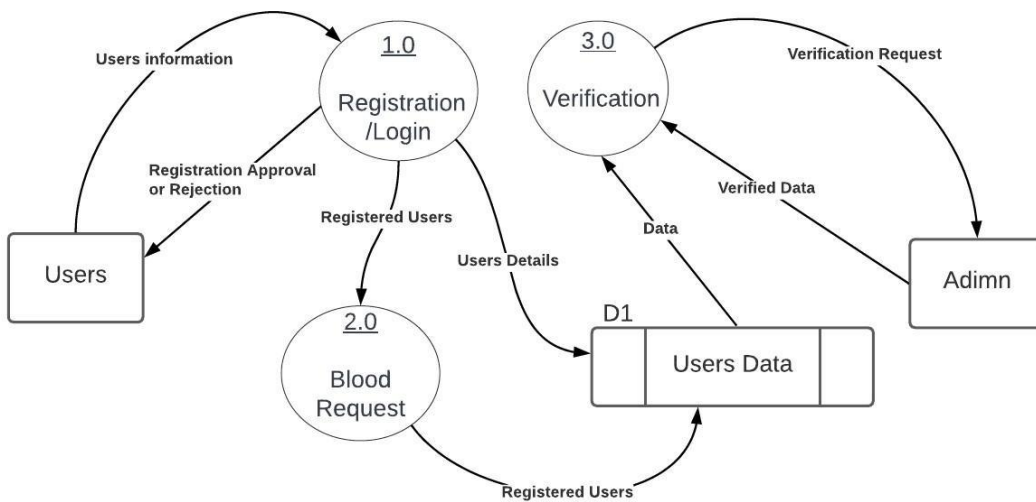 1.0
Registration
/Login
3.0
Verification
Users information
Verification Request
Registration Approval
or Rejection
Verified Data
Registered Users
Data
Users Details
Users
Adimn
D1
Users Data
2.0
Blood
Request
Registered Users